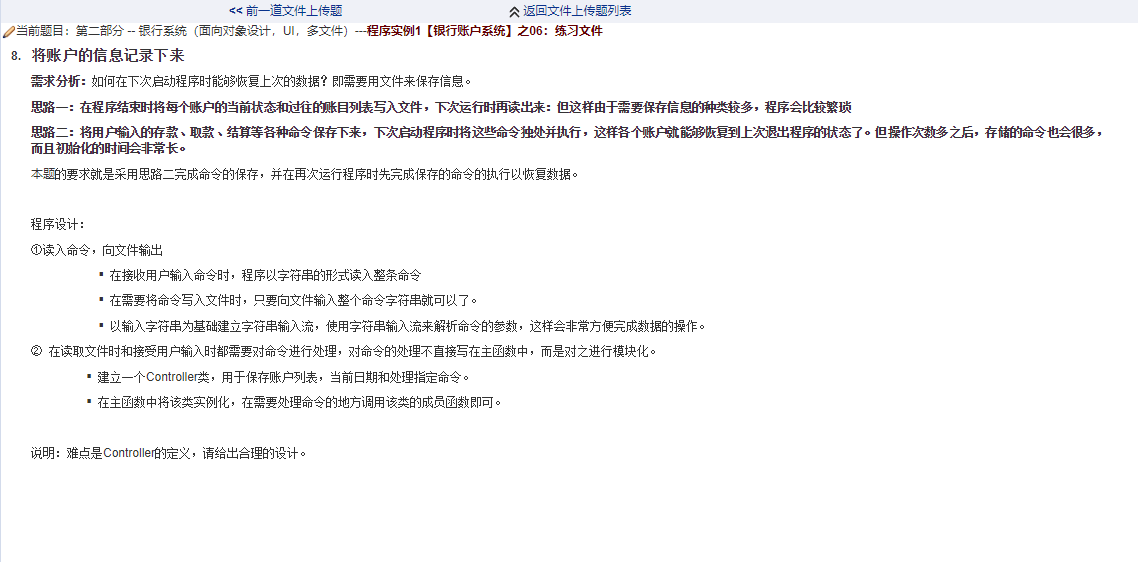 << 前一道文件上传题 返回文件上传题列表
当前题目：第二部分 -- 银行系统（面向对象设计，UI，多文件）---程序实例1【银行账户系统】之06：练习文件
8. 将账户的信息记录下来
需求分析：如何在下次启动程序时能够恢复上次的数据？即需要用文件来保存信息。
思路一：在程序结束时将每个账户的当前状态和过往的账目列表写入文件，下次运行时再读出来：但这样由于需要保存信息的种类较多，程序会比较繁琐
思路二：将用户输入的存款、取款、结算等各种命令保存下来，下次启动程序时将这些命令独处并执行，这样各个账户就能够恢复到上次退出程序的状态了。但操作次数多之后，存储的命令也会很多，
而且初始化的时间会非常长。
本题的要求就是采用思路二完成命令的保存，并在再次运行程序时先完成保存的命令的执行以恢复数据。
程序设计：
①读入命令，向文件输出
▪ 在接收用户输入命令时，程序以字符串的形式读入整条命令
▪ 在需要将命令写入文件时，只要向文件输入整个命令字符串就可以了。
▪ 以输入字符串为基础建立字符串输入流，使用字符串输入流来解析命令的参数，这样会非常方便完成数据的操作。
② 在读取文件时和接受用户输入时都需要对命令进行处理，对命令的处理不直接写在主函数中，而是对之进行模块化。
▪ 建立一个Controller类，用于保存账户列表，当前日期和处理指定命令。
▪ 在主函数中将该类实例化，在需要处理命令的地方调用该类的成员函数即可。
说明：难点是Controller的定义，请给出合理的设计。